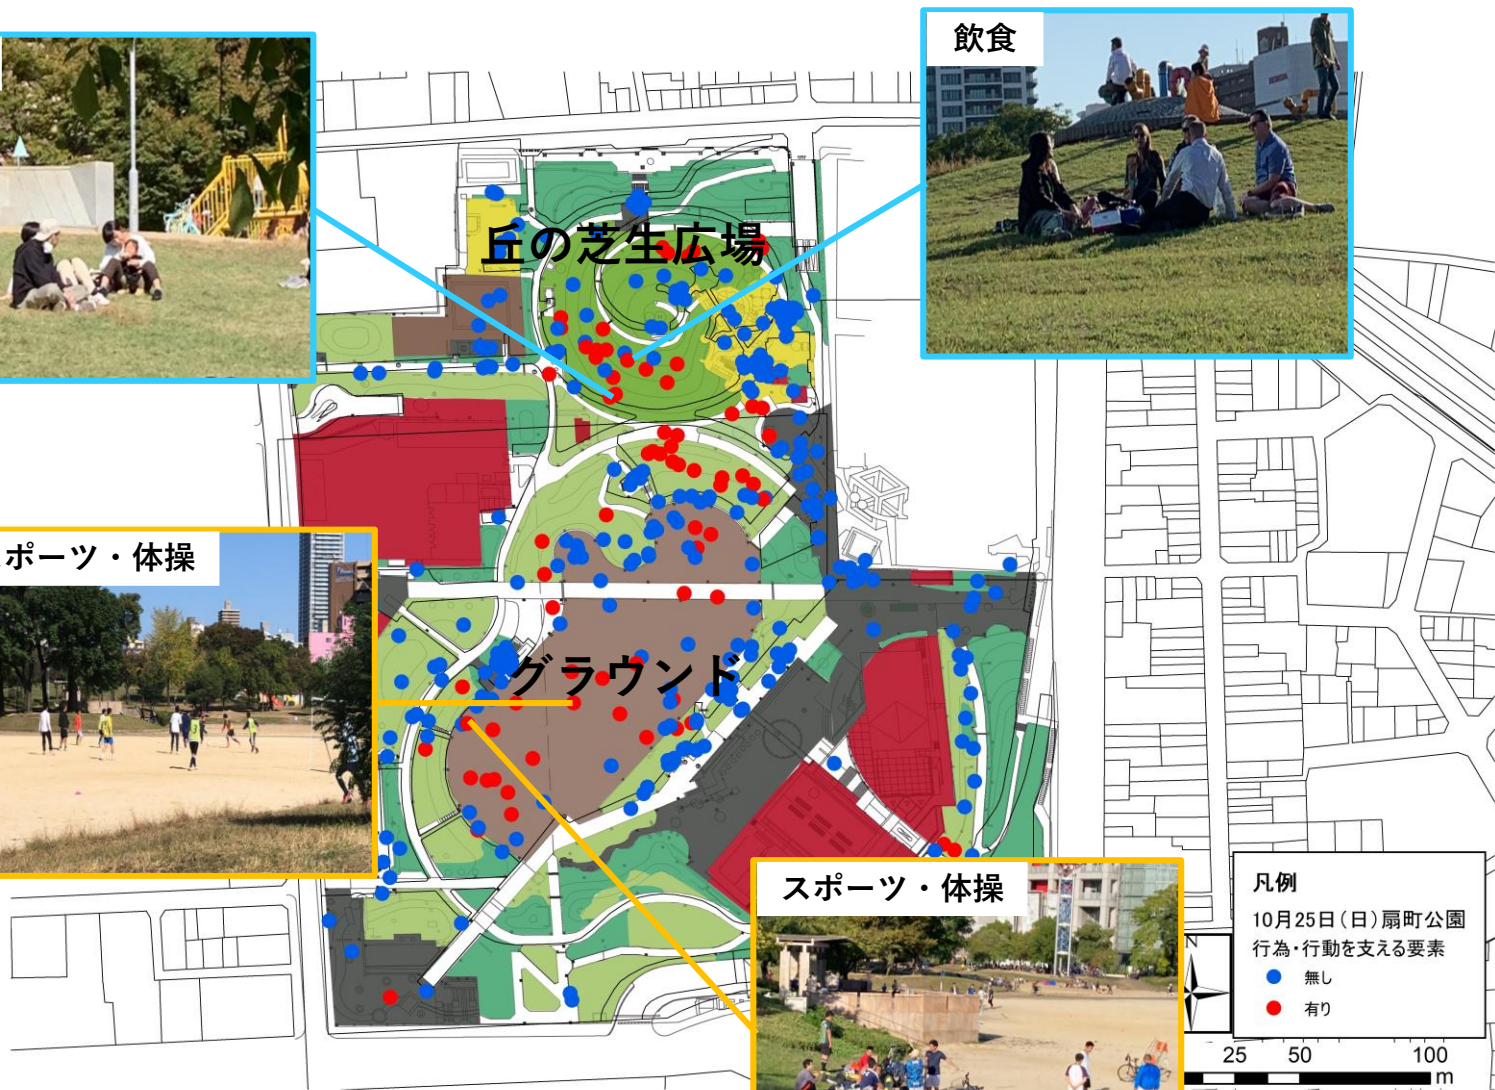 飲食
丘の芝生広場
ポーツ・体操
グラウンド
スポーツ・体操
凡例
10月25日(日)扇町公園
行為・行動を支える要素
無し
有り
N
25 50 100
m